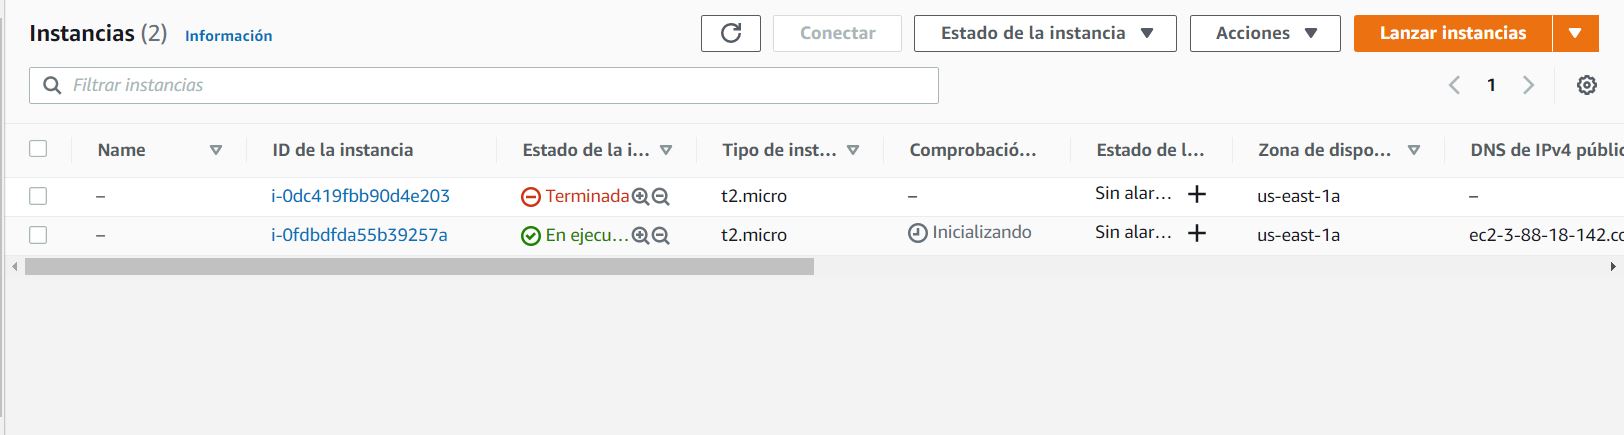 Instancias (2) Información Conectar Estado de la instancia Acciones Lanzar instancias
Filtrar instancias 1
Name ID de la instancia Estado de la i... Tipo de inst... Comprobació... Estado de l... Zona de dispo... DNS de IPv4 públic
– i-0dc419fbb90d4e203 Terminada t2.micro – Sin alar... + us-east-1a –
– i-0fdbdfda55b39257a En ejecu... t2.micro Inicializando Sin alar... + us-east-1a ec2-3-88-18-142.co